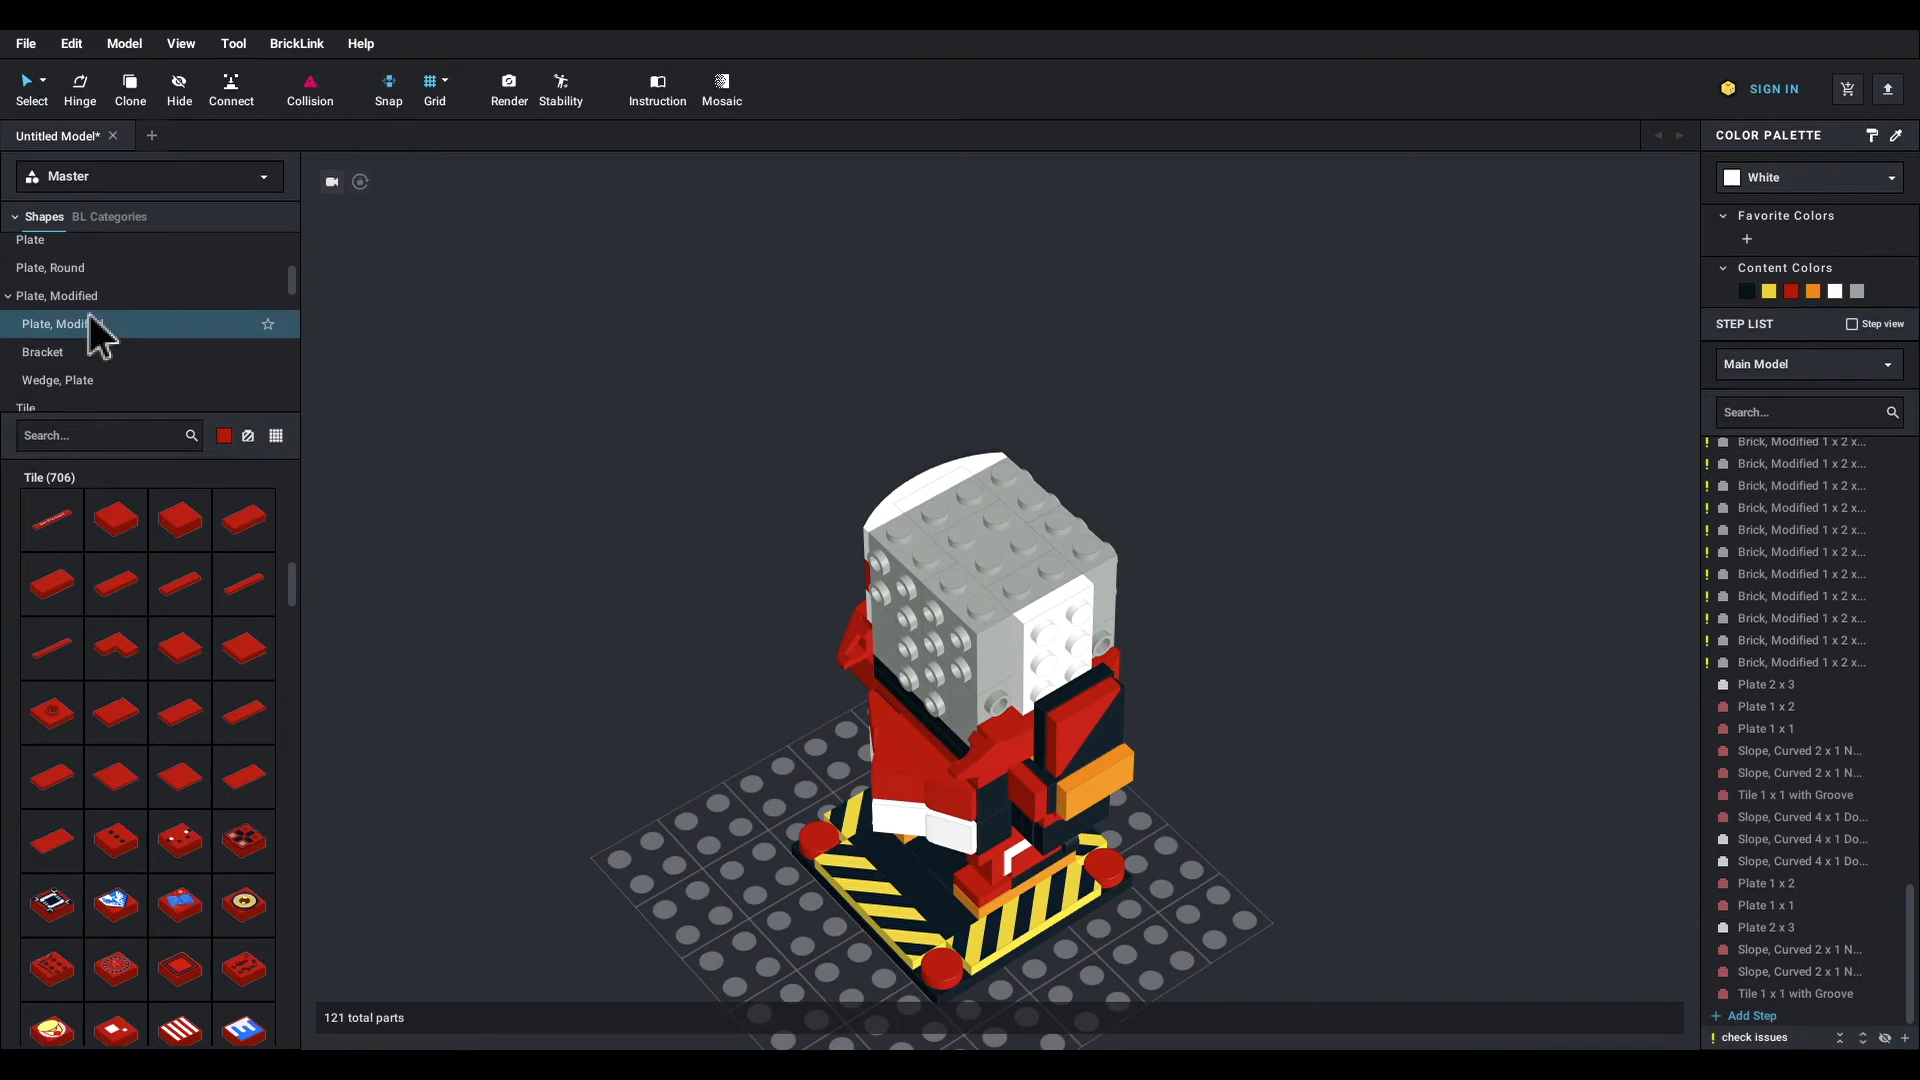 File Edit Model View Tool BrickLink Help
Select Hinge Clone Hide Connect Collision Snap Grid Render Stability Instruction Mosaic SIGN IN
Untitled Model*
Master
Shapes BL Categories
Plate
Plate, Round
Plate, Modified
Bracket
Wedge, Plate
Tile
Search...
Tile (706)
121 total parts
COLOR PALETTE
White
Favorite Colors
Content Colors
STEP LIST Step view
Main Model
Search...
Brick, Modified 1 x 2 x...
Brick, Modified 1 x 2 x...
Brick, Modified 1 x 2 x...
Brick, Modified 1 x 2 x...
Brick, Modified 1 x 2 x...
Brick, Modified 1 x 2 x...
Brick, Modified 1 x 2 x...
Brick, Modified 1 x 2 x...
Brick, Modified 1 x 2 x...
Brick, Modified 1 x 2 x...
Brick, Modified 1 x 2 x...
Plate 2 x 3
Plate 1 x 2
Plate 1 x 1
Slope, Curved 2 x 1 N...
Slope, Curved 2 x 1 N...
Tile 1 x 1 with Groove
Slope, Curved 4 x 1 Do...
Slope, Curved 4 x 1 Do...
Slope, Curved 4 x 1 Do...
Plate 1 x 2
Plate 1 x 1
Plate 2 x 3
Slope, Curved 2 x 1 N...
Slope, Curved 2 x 1 N...
Tile 1 x 1 with Groove
+ Add Step
! check issues